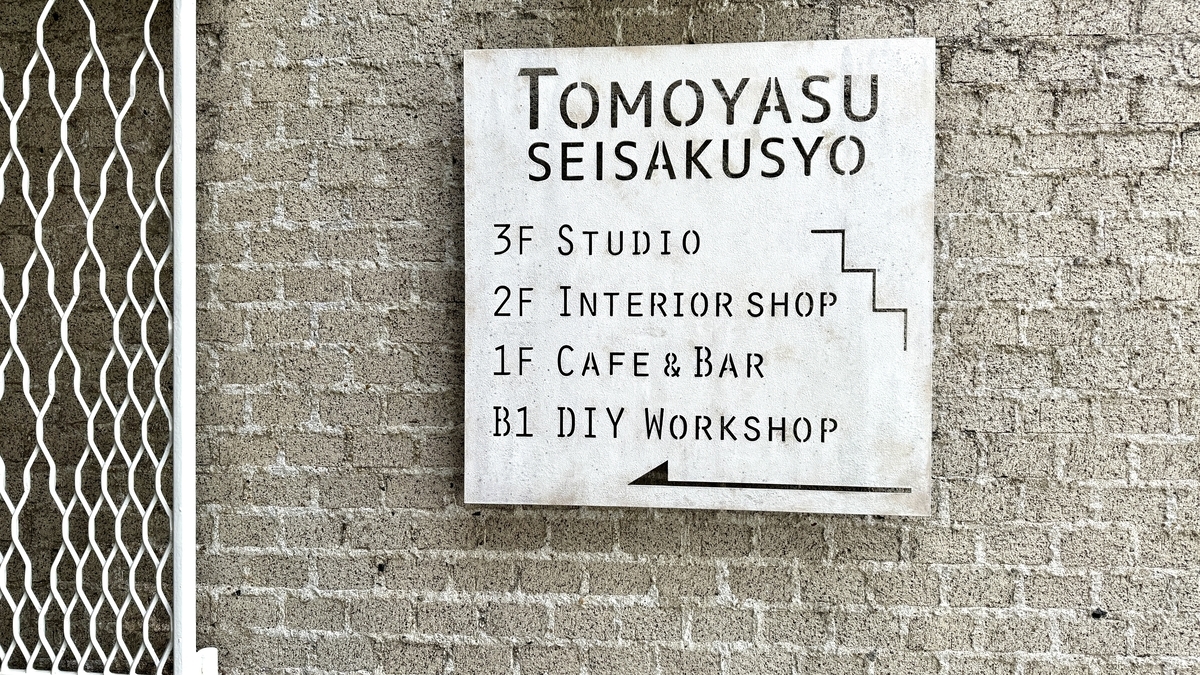 TOMOYASU
SEISAKUSYO
3F STUDIO
2F INTERIOR SHOP
1F CAFE & BAR
B1 DIY WORKSHOP